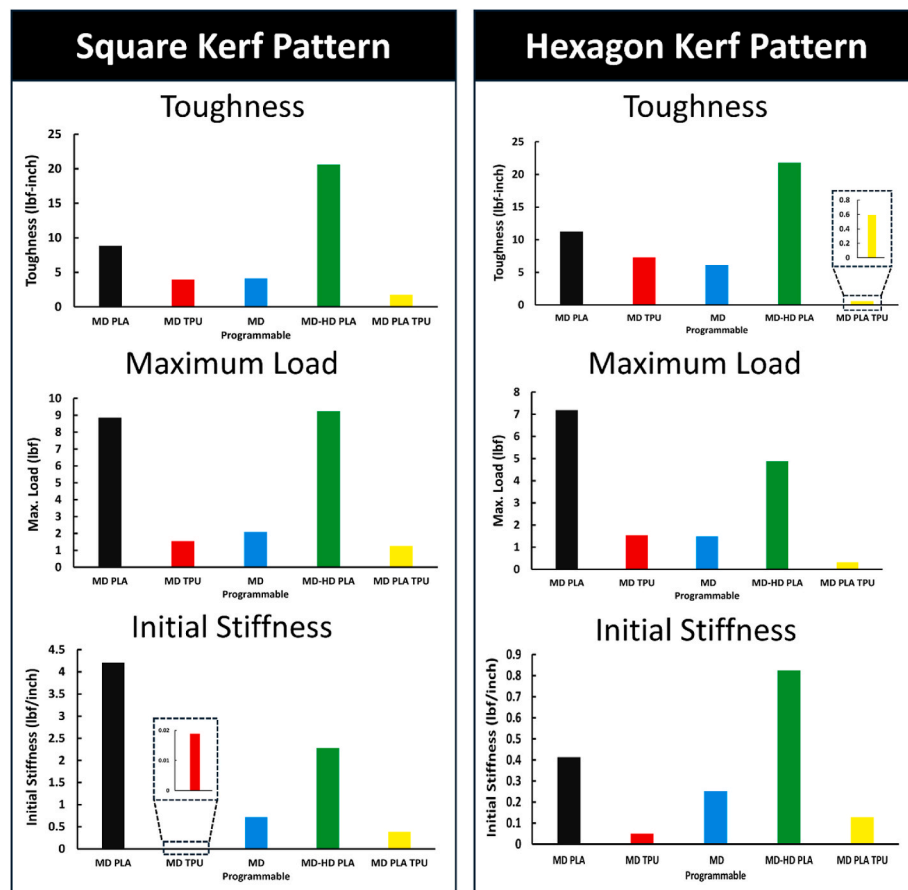 Square Kerf Pattern
Toughness
Toughness (lbf-inch)
25
20
15
10
5
0
MD PLA MD TPU MD MD-HD PLA MD PLA TPU
Programmable
Maximum Load
Max. Load (lbf)
10
9
8
7
6
5
4
3
2
1
0
MD PLA MD TPU MD MD-HD PLA MD PLA TPU
Programmable
Initial Stiffness
Initial Stiffness (lbf/inch)
4.5
4
3.5
3
2.5
2
1.5
1
0.5
0
0.02
0.01
0
MD PLA MD TPU MD MD-HD PLA MD PLA TPU
Programmable
Hexagon Kerf Pattern
Toughness
Toughness (lbf-inch)
25
20
15
10
5
0
0.8
0.6
0.4
0.2
0
MD PLA MD TPU MD MD-HD PLA MD PLA TPU
Programmable
Maximum Load
Max. Load (lbf)
8
7
6
5
4
3
2
1
0
MD PLA MD TPU MD MD-HD PLA MD PLA TPU
Programmable
Initial Stiffness
Initial Stiffness (lbf/inch)
0.9
0.8
0.7
0.6
0.5
0.4
0.3
0.2
0.1
0
MD PLA MD TPU MD MD-HD PLA MD PLA TPU
Programmable